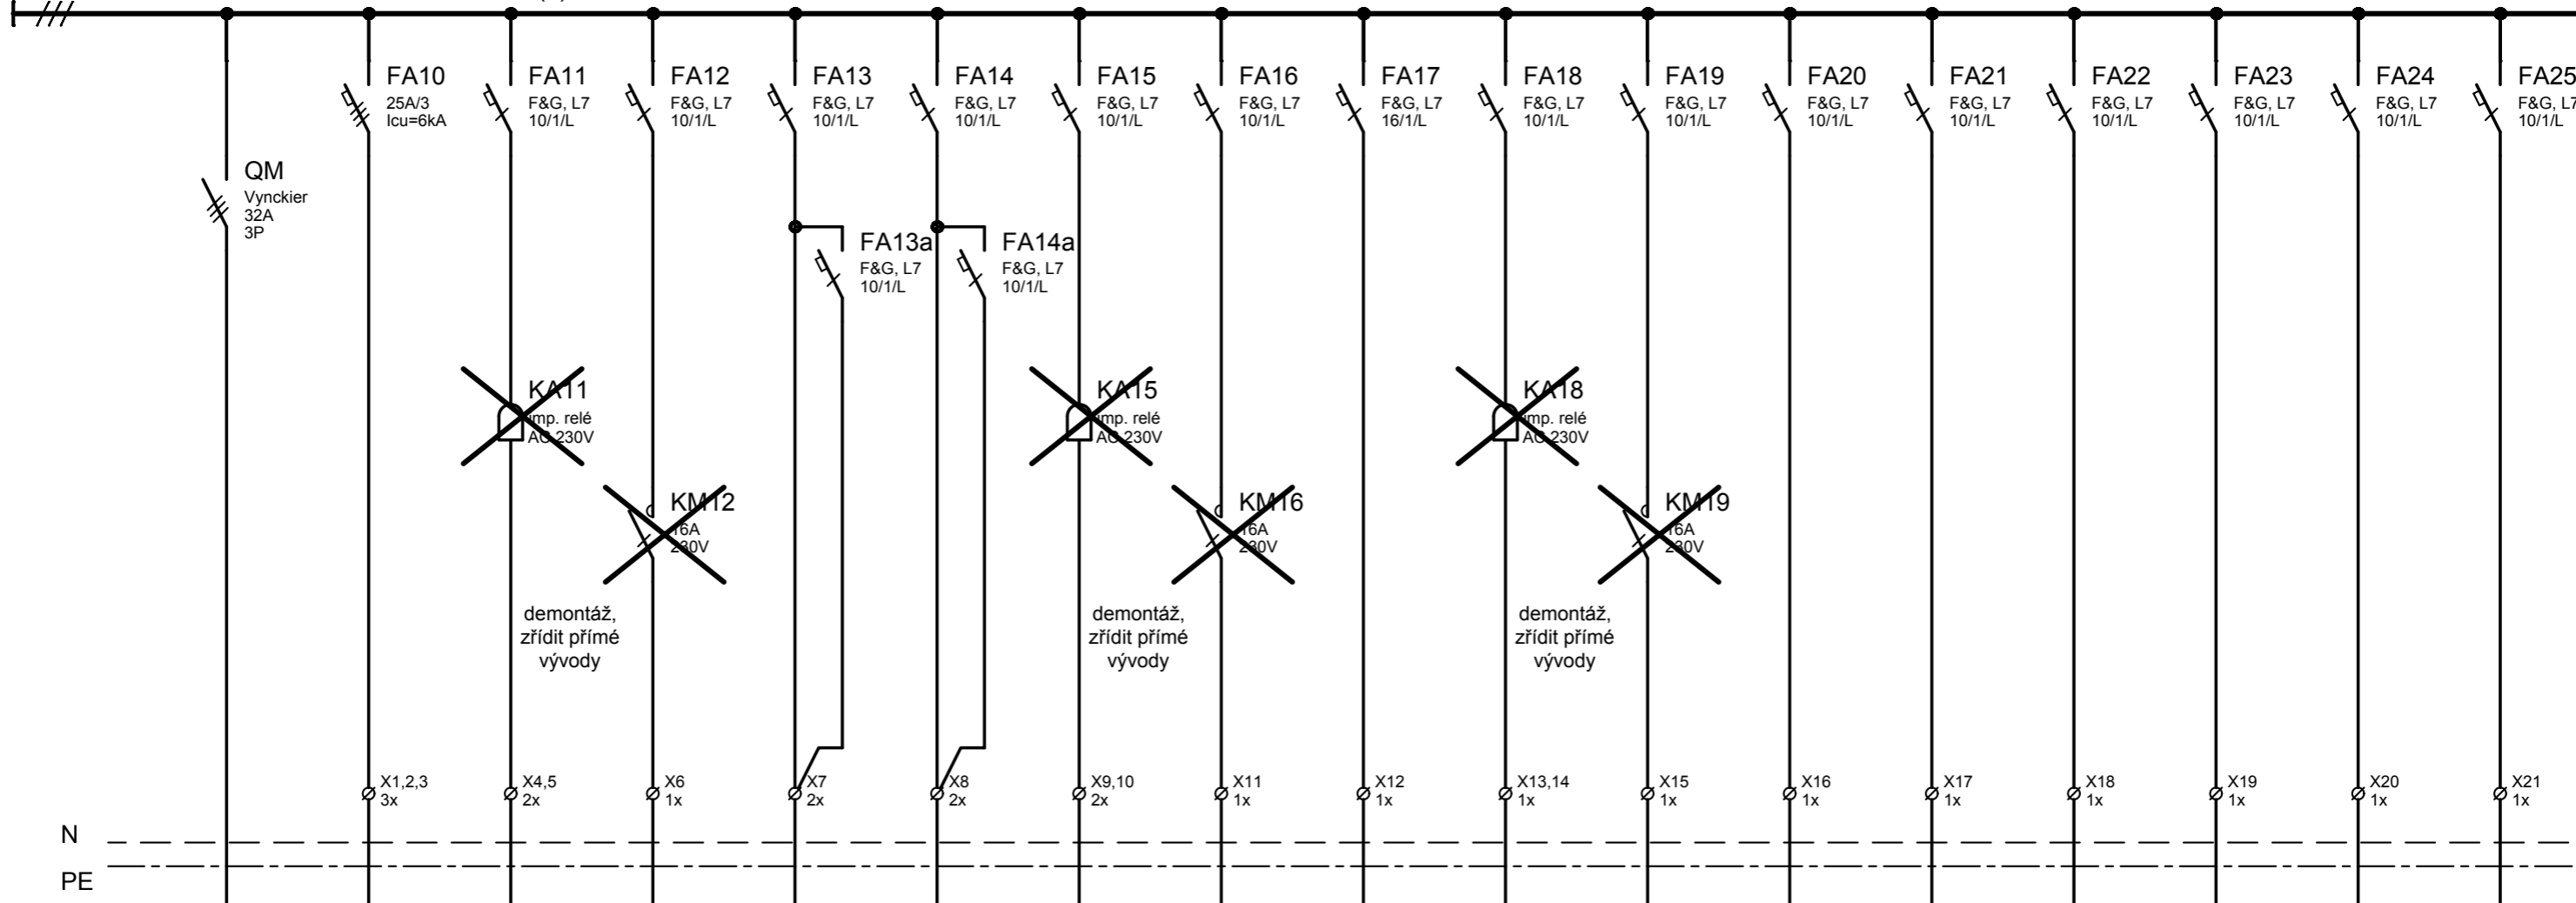 FA10
25A/3
Icu=6kA
FA11
F&G, L7
10/1/L
FA12
F&G, L7
10/1/L
FA13
F&G, L7
10/1/L
FA14
F&G, L7
10/1/L
FA15
F&G, L7
10/1/L
FA16
F&G, L7
10/1/L
FA17
F&G, L7
16/1/L
FA18
F&G, L7
10/1/L
FA19
F&G, L7
10/1/L
FA20
F&G, L7
10/1/L
FA21
F&G, L7
10/1/L
FA22
F&G, L7
10/1/L
FA23
F&G, L7
10/1/L
FA24
F&G, L7
10/1/L
FA25
F&G, L7
10/1/L
QM
Vynckier
32A
3P
FA13a
F&G, L7
10/1/L
FA14a
F&G, L7
10/1/L
KA11
imp. relé
AC 230V
KA15
imp. relé
AC 230V
KA18
imp. relé
AC 230V
KM12
16A
230V
KM16
16A
230V
KM19
16A
230V
demontáž,
zřídit přímé
vývody
demontáž,
zřídit přímé
vývody
demontáž,
zřídit přímé
vývody
X1,2,3
3x
X4,5
2x
X6
1x
X7
2x
X8
2x
X9,10
2x
X11
1x
X12
1x
X13,14
1x
X15
1x
X16
1x
X17
1x
X18
1x
X19
1x
X20
1x
X21
1x
N
PE